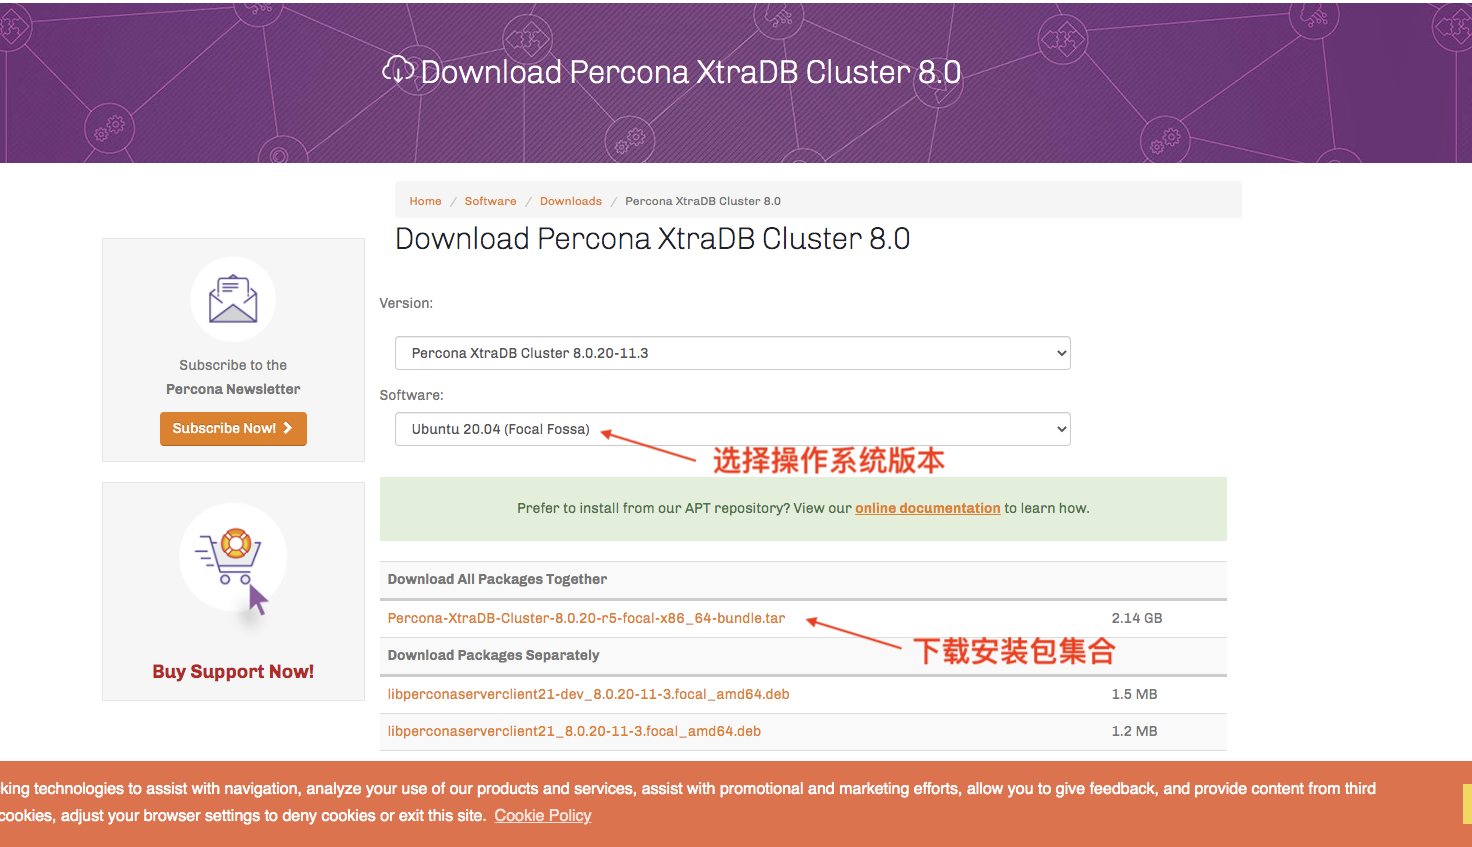 Download Percona XtraDB Cluster 8.0
Home / Software / Downloads / Percona XtraDB Cluster 8.0
Download Percona XtraDB Cluster 8.0
Subscribe to the
Percona Newsletter
Subscribe Now!
Buy Support Now!
Version:
Percona XtraDB Cluster 8.0.20-11.3
Software:
Ubuntu 20.04 (Focal Fossa)
选择操作系统版本
Prefer to install from our APT repository? View our online documentation to learn how.
Download All Packages Together
Percona-XtraDB-Cluster-8.0.20-r5-focal-x86_64-bundle.tar 2.14 GB
下载安装包集合
Download Packages Separately
libperconaserverclient21-dev_8.0.20-11-3.focal_amd64.deb 1.5 MB
libperconaserverclient21_8.0.20-11-3.focal_amd64.deb 1.2 MB
king technologies to assist with navigation, analyze your use of our products and services, assist with promotional and marketing efforts, allow you to give feedback, and provide content from third
cookies, adjust your browser settings to deny cookies or exit this site. Cookie Policy